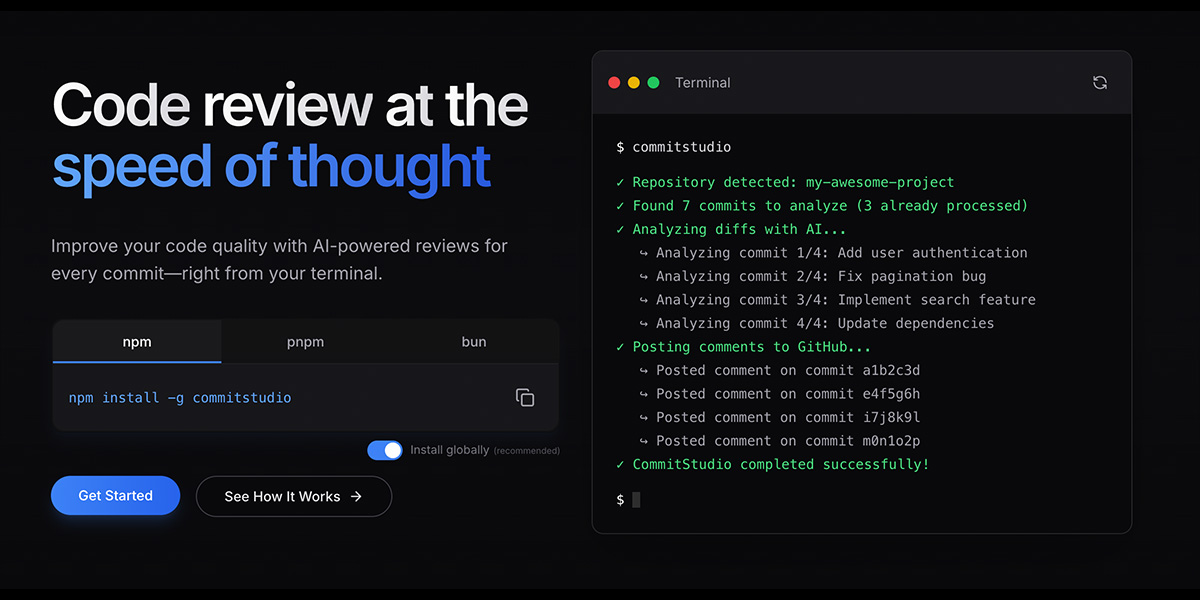 Code review at the
speed of thought
Improve your code quality with AI-powered reviews for
every commit—right from your terminal.
npm
pnpm
bun
npm install -g commitstudio
Install globally (recommended)
Get Started
See How It Works →
Terminal
$ commitstudio
✓ Repository detected: my-awesome-project
✓ Found 7 commits to analyze (3 already processed)
✓ Analyzing diffs with AI...
↪ Analyzing commit 1/4: Add user authentication
↪ Analyzing commit 2/4: Fix pagination bug
↪ Analyzing commit 3/4: Implement search feature
↪ Analyzing commit 4/4: Update dependencies
✓ Posting comments to GitHub...
↪ Posted comment on commit a1b2c3d
↪ Posted comment on commit e4f5g6h
↪ Posted comment on commit i7j8k9l
↪ Posted comment on commit m0n1o2p
✓ CommitStudio completed successfully!
$